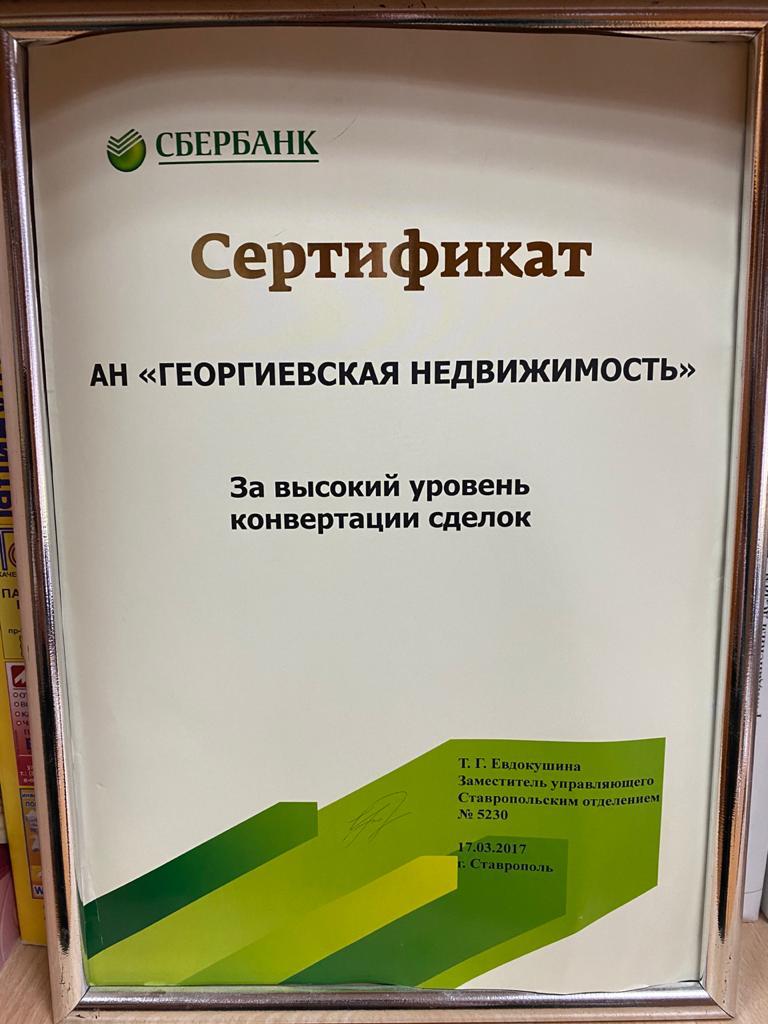 СБЕРБАНК
Сертификат
АН «ГЕОРГИЕВСКАЯ НЕДВИЖИМОСТЬ»
За высокий уровень
конвертации сделок
Т. Г. Евдокушина
Заместитель управляющего
Ставропольским отделением
№ 5230
17.03.2017
г. Ставрополь